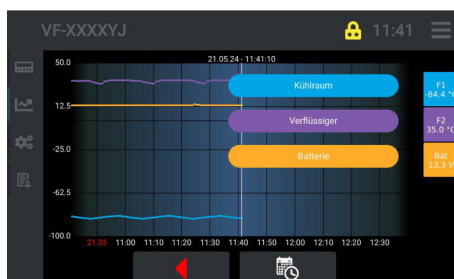 VF-XXXXYJ
11:41
21.05.24 - 11:41:10
50.0
12.5
-25.0
-62.5
-100.0
Kühlraum
Verflüssiger
Batterie
F1
-84.4 °C
F2
35.0 °C
Bat
13.3 V
21.05 11:00 11:10 11:20 11:30 11:40 11:50 12:00 12:10 12:20 12:30